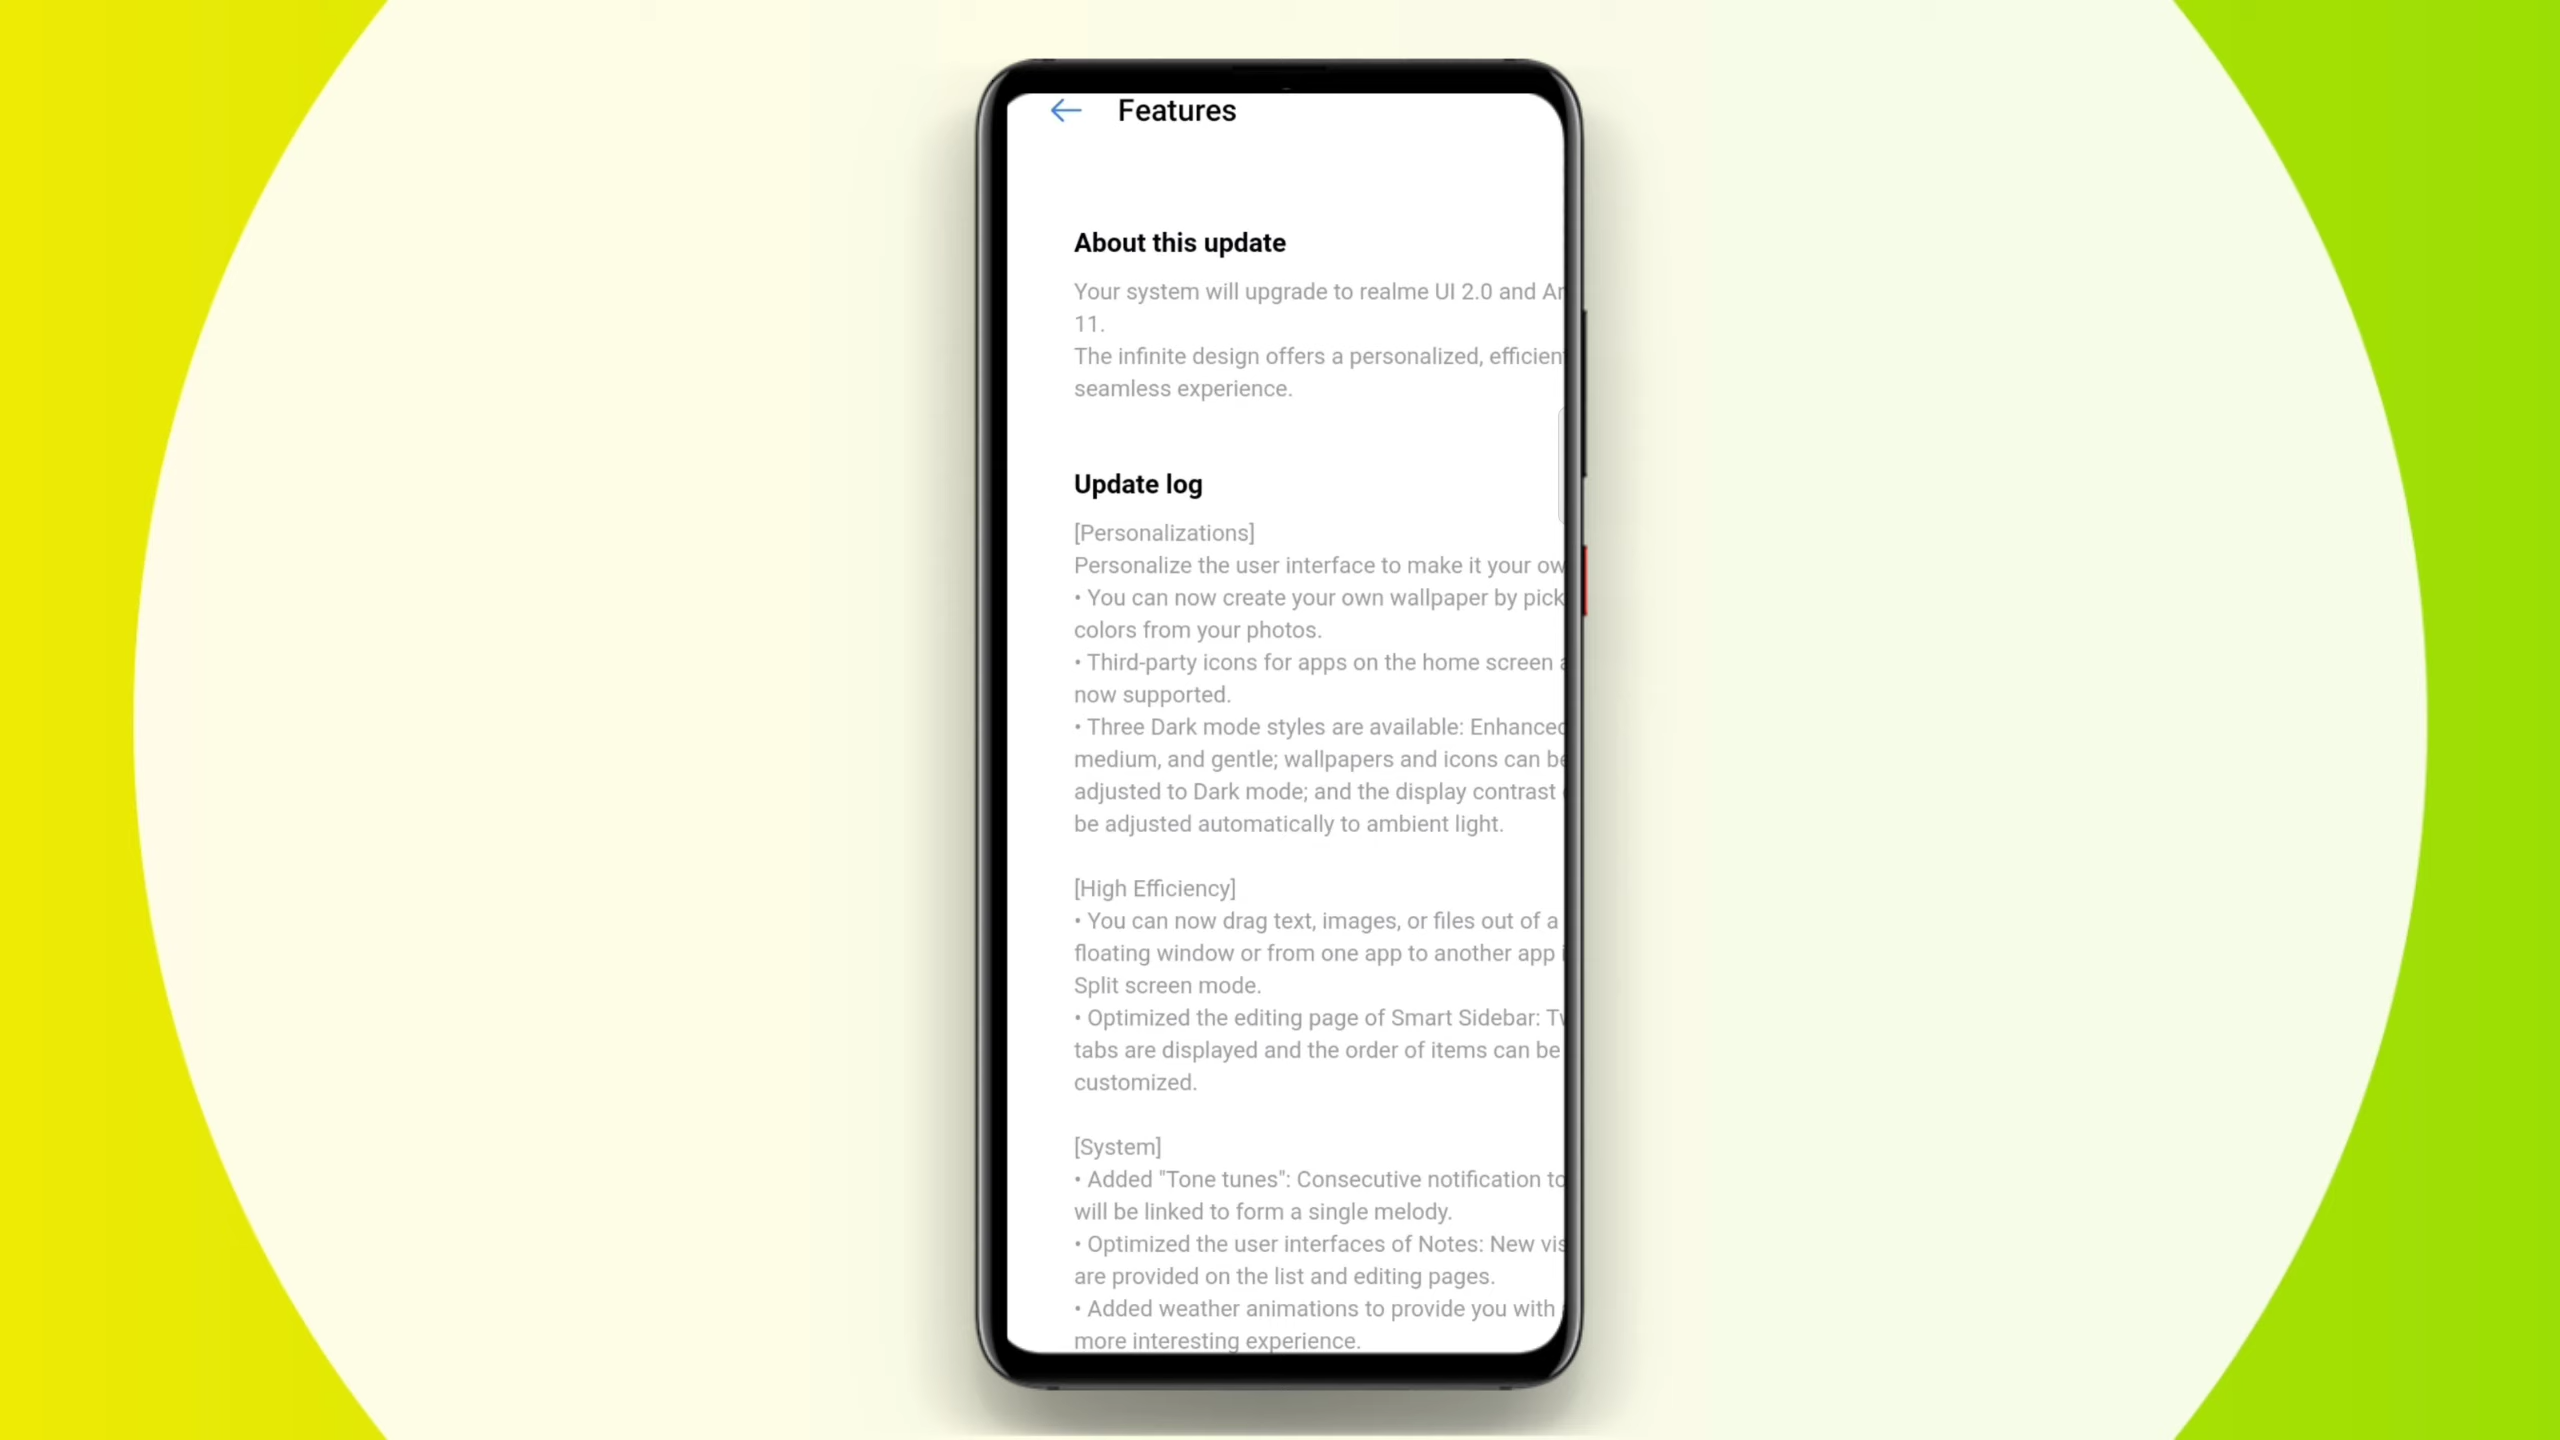 Features
About this update
Your system will upgrade to realme UI 2.0 and
11.
The infinite design offers a personalized,
seamless experience.
Update log
[Personalizations]
Personalize the user interface to make it your
• You can now create your own wallpaper by
colors from your photos.
• Third-party icons for apps on the home screen
now supported.
• Three Dark mode styles are available: Enhanced
medium, and gentle; wallpapers and icons can be
adjusted to Dark mode; and the display contrast
be adjusted automatically to ambient light.
[High Efficiency]
• You can now drag text, images, or files out of a
floating window or from one app to another app
Split screen mode.
• Optimized the editing page of Smart Sidebar:
tabs are displayed and the order of items can be
customized.
[System]
• Added "Tone tunes": Consecutive notification
will be linked to form a single melody.
• Optimized the user interfaces of Notes: New
are provided on the list and editing pages.
• Added weather animations to provide you with
more interesting experience.